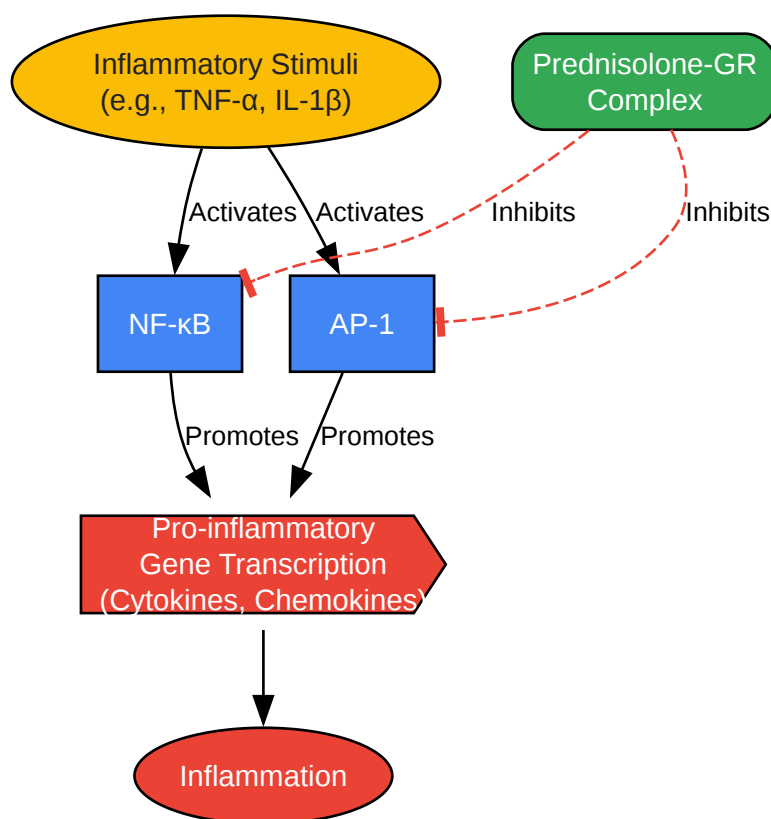 Inflammatory Stimuli
(e.g., TNF-α, IL-1β)
Prednisolone-GR
Complex
Activates
Activates
Inhibits
Inhibits
NF-κB
AP-1
Promotes
Promotes
Pro-inflammatory
Gene Transcription
(Cytokines, Chemokines)
Inflammation